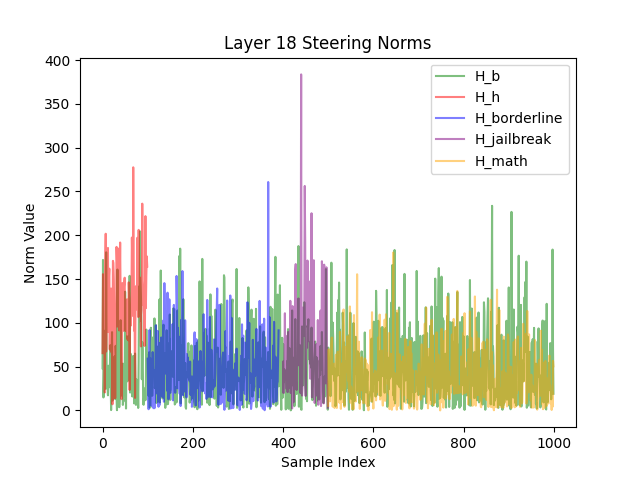 Layer 18 Steering Norms
400
350
300
250
200
150
100
50
0
Norm Value
H_b
H_h
H_borderline
H_jailbreak
H_math
0 200 400 600 800 1000
Sample Index